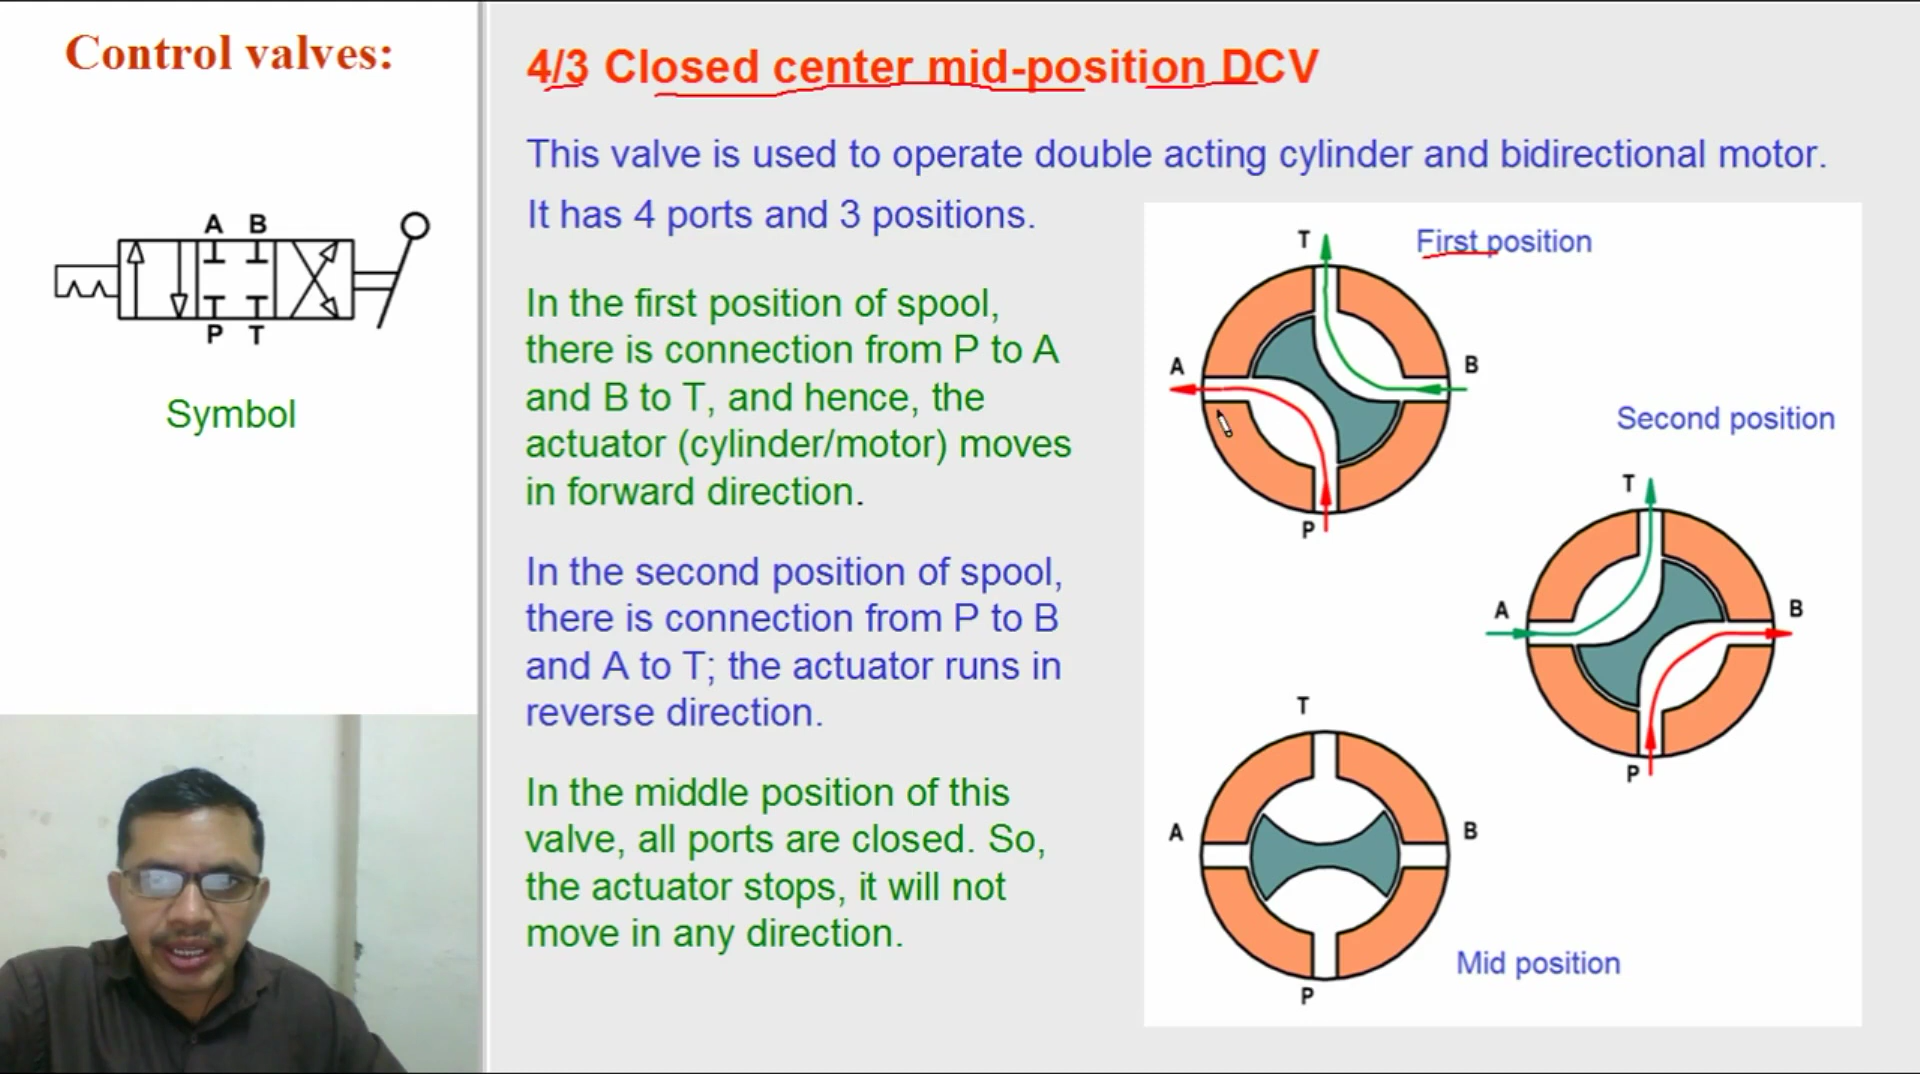 Control valves:
A B
P T
Symbol
4/3 Closed center mid-position DCV
This valve is used to operate double acting cylinder and bidirectional motor.
It has 4 ports and 3 positions.
In the first position of spool,
there is connection from P to A
and B to T, and hence, the
actuator (cylinder/motor) moves
in forward direction.
In the second position of spool,
there is connection from P to B
and A to T; the actuator runs in
reverse direction.
In the middle position of this
valve, all ports are closed. So,
the actuator stops, it will not
move in any direction.
T
First position
A
B
P
Second position
T
A
B
P
T
A
B
Mid position
P